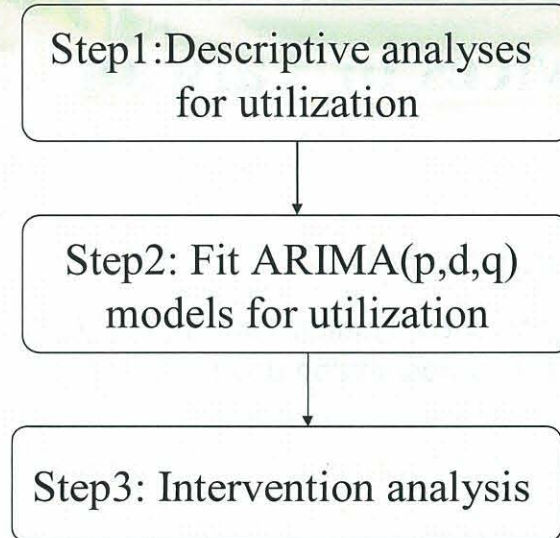 Step1:Descriptive analyses
for utilization
Step2: Fit ARIMA(p,d,q)
models for utilization
Step3: Intervention analysis